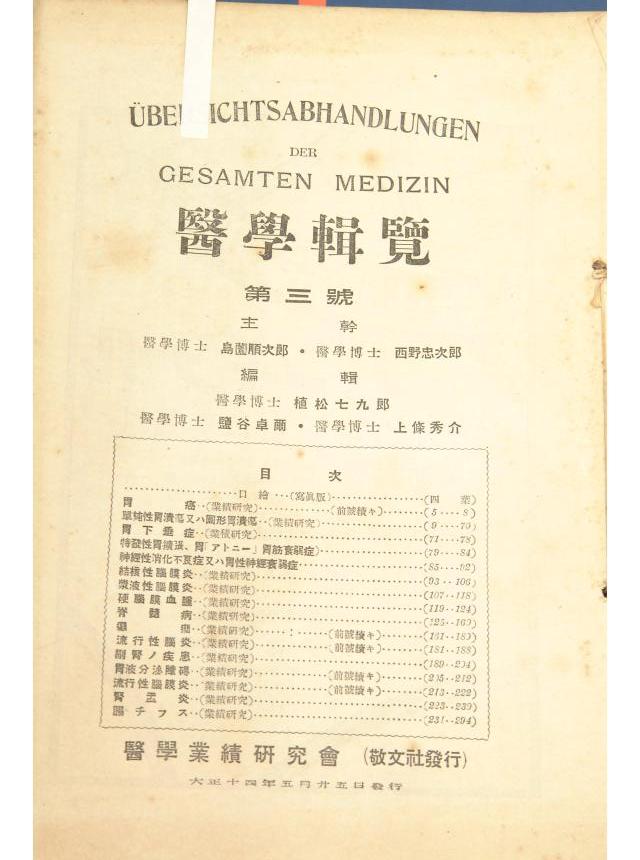 ÜBERSICHTSABHANDLUNGEN
DER
GESAMTEN MEDIZIN
醫學輯覽
第三號
主幹
醫學博士 島薗順次郎・醫學博士 西野忠次郎
編輯
醫學博士 植松七九郎
醫學博士 鹽谷卓爾・醫學博士 上條秀介
目次
口繪‥(寫眞版)(四葉)
胃癌‥(業績研究)(前號續キ)(5‥‥8)
單純性胃潰瘍又ハ圓形胃潰瘍‥(業績研究)(9‥‥70)
胃下垂症‥(業績研究)(71‥‥78)
特發性胃擴張、胃「アトニー」胃筋衰弱症)(79‥‥84)
神經性消化不良症又ハ胃性神經衰弱症(85‥‥92)
結核性腦膜炎‥(業績研究)(93‥106)
漿液性腦膜炎‥(業績研究)(107‥118)
硬腦膜血腫‥(業績研究)(119‥124)
脊髓病‥(業績研究)(125‥160)
癲癇‥(業績研究)(前號續キ)(161‥180)
流行性腦炎‥(業績研究)(前號續キ)(181‥188)
副腎ノ疾患‥(業績研究)(189‥204)
胃液分泌障碍‥(業績研究)(前號續キ)(205‥212)
流行性腦膜炎‥(業績研究)(前號續キ)(213‥222)
腎盂炎‥(業績研究)(223‥230)
腸チフス‥(業績研究)(231‥294)
醫學業績研究會 (敬文社發行)
大正十四年五月廿五日發行